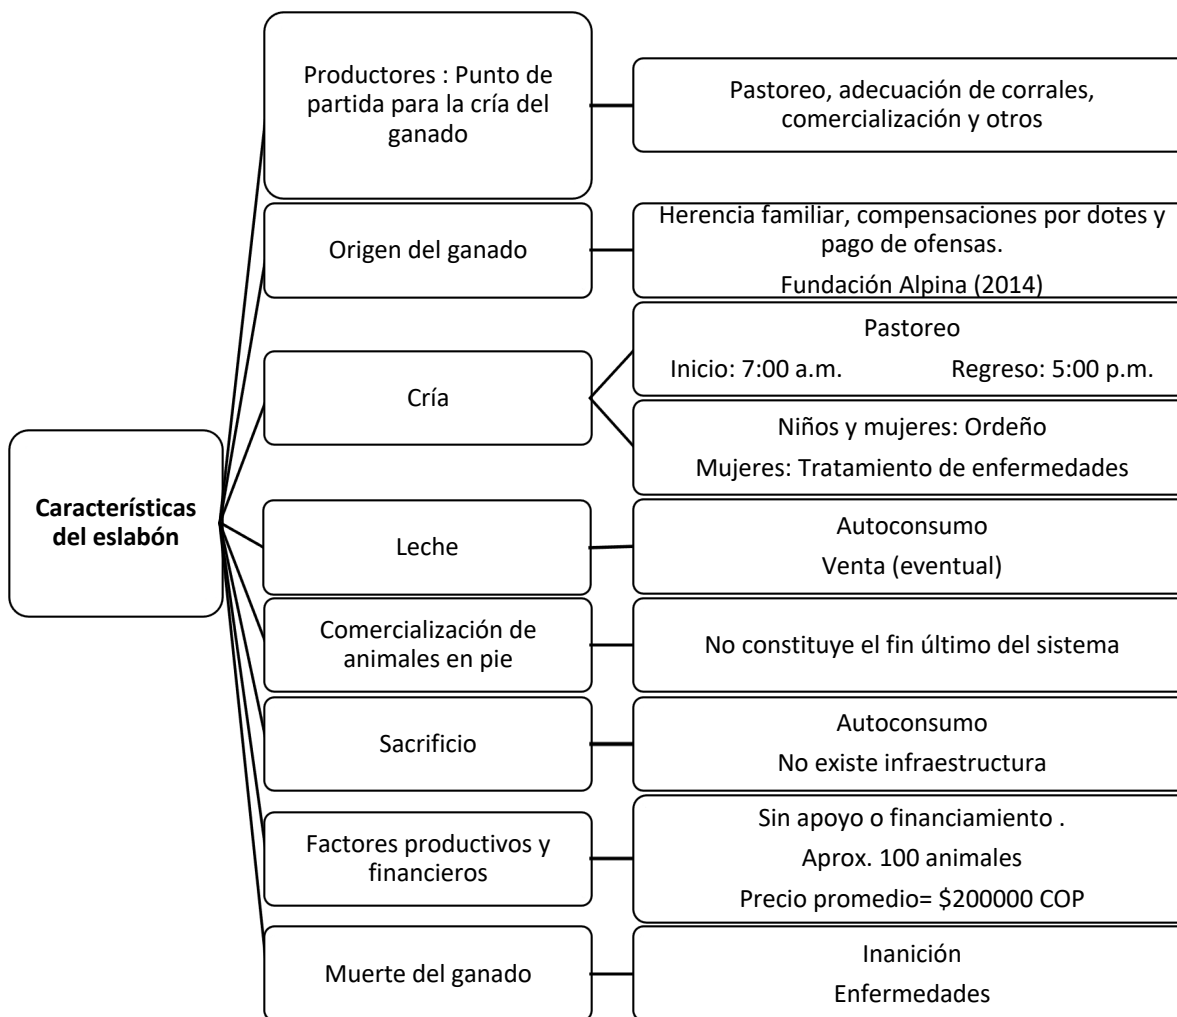 Productores : Punto de
partida para la cría del
ganado
Pastoreo, adecuación de corrales,
comercialización y otros
Origen del ganado
Herencia familiar, compensaciones por dotes y
pago de ofensas.
Fundación Alpina (2014)
Cría
Pastoreo
Inicio: 7:00 a.m. Regreso: 5:00 p.m.
Niños y mujeres: Ordeño
Mujeres: Tratamiento de enfermedades
Características
del eslabón
Leche
Autoconsumo
Venta (eventual)
Comercialización de
animales en pie
No constituye el fin último del sistema
Sacrificio
Autoconsumo
No existe infraestructura
Factores productivos y
financieros
Sin apoyo o financiamiento .
Aprox. 100 animales
Precio promedio= $200000 COP
Muerte del ganado
Inanición
Enfermedades